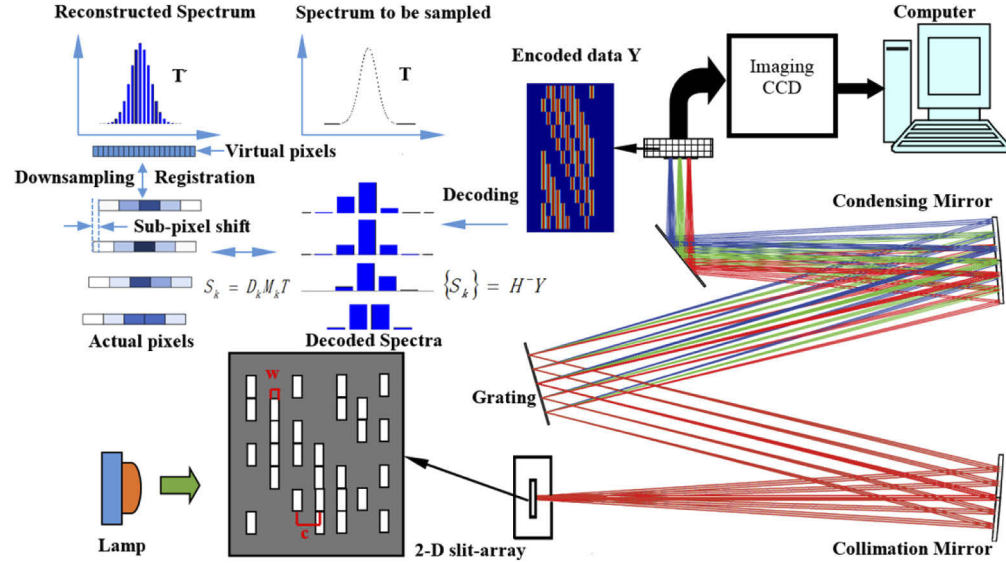 Reconstructed Spectrum
Spectrum to be sampled
Computer
T-
T
Encoded data Y
Imaging
CCD
Virtual pixels
Downsampling
Registration
Decoding
Condensing Mirror
Sub-pixel shift
S_k = D_k M_k T
{S_k} = H⁻Y
Actual pixels
Decoded Spectra
w
Grating
c
Lamp
2-D slit-array
Collimation Mirror